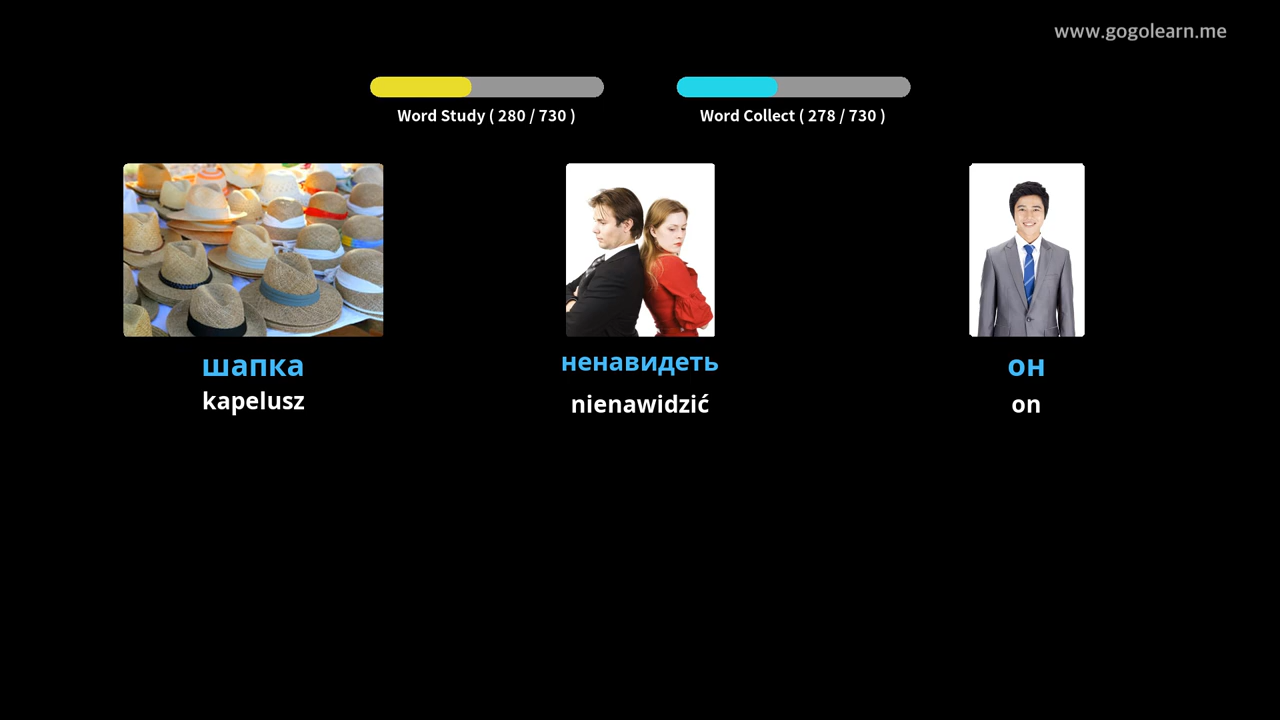 www.gogolearn.me
Word Study ( 280 / 730 )
Word Collect ( 278 / 730 )
шапка
kapelusz
ненавидеть
nienawidzić
он
on